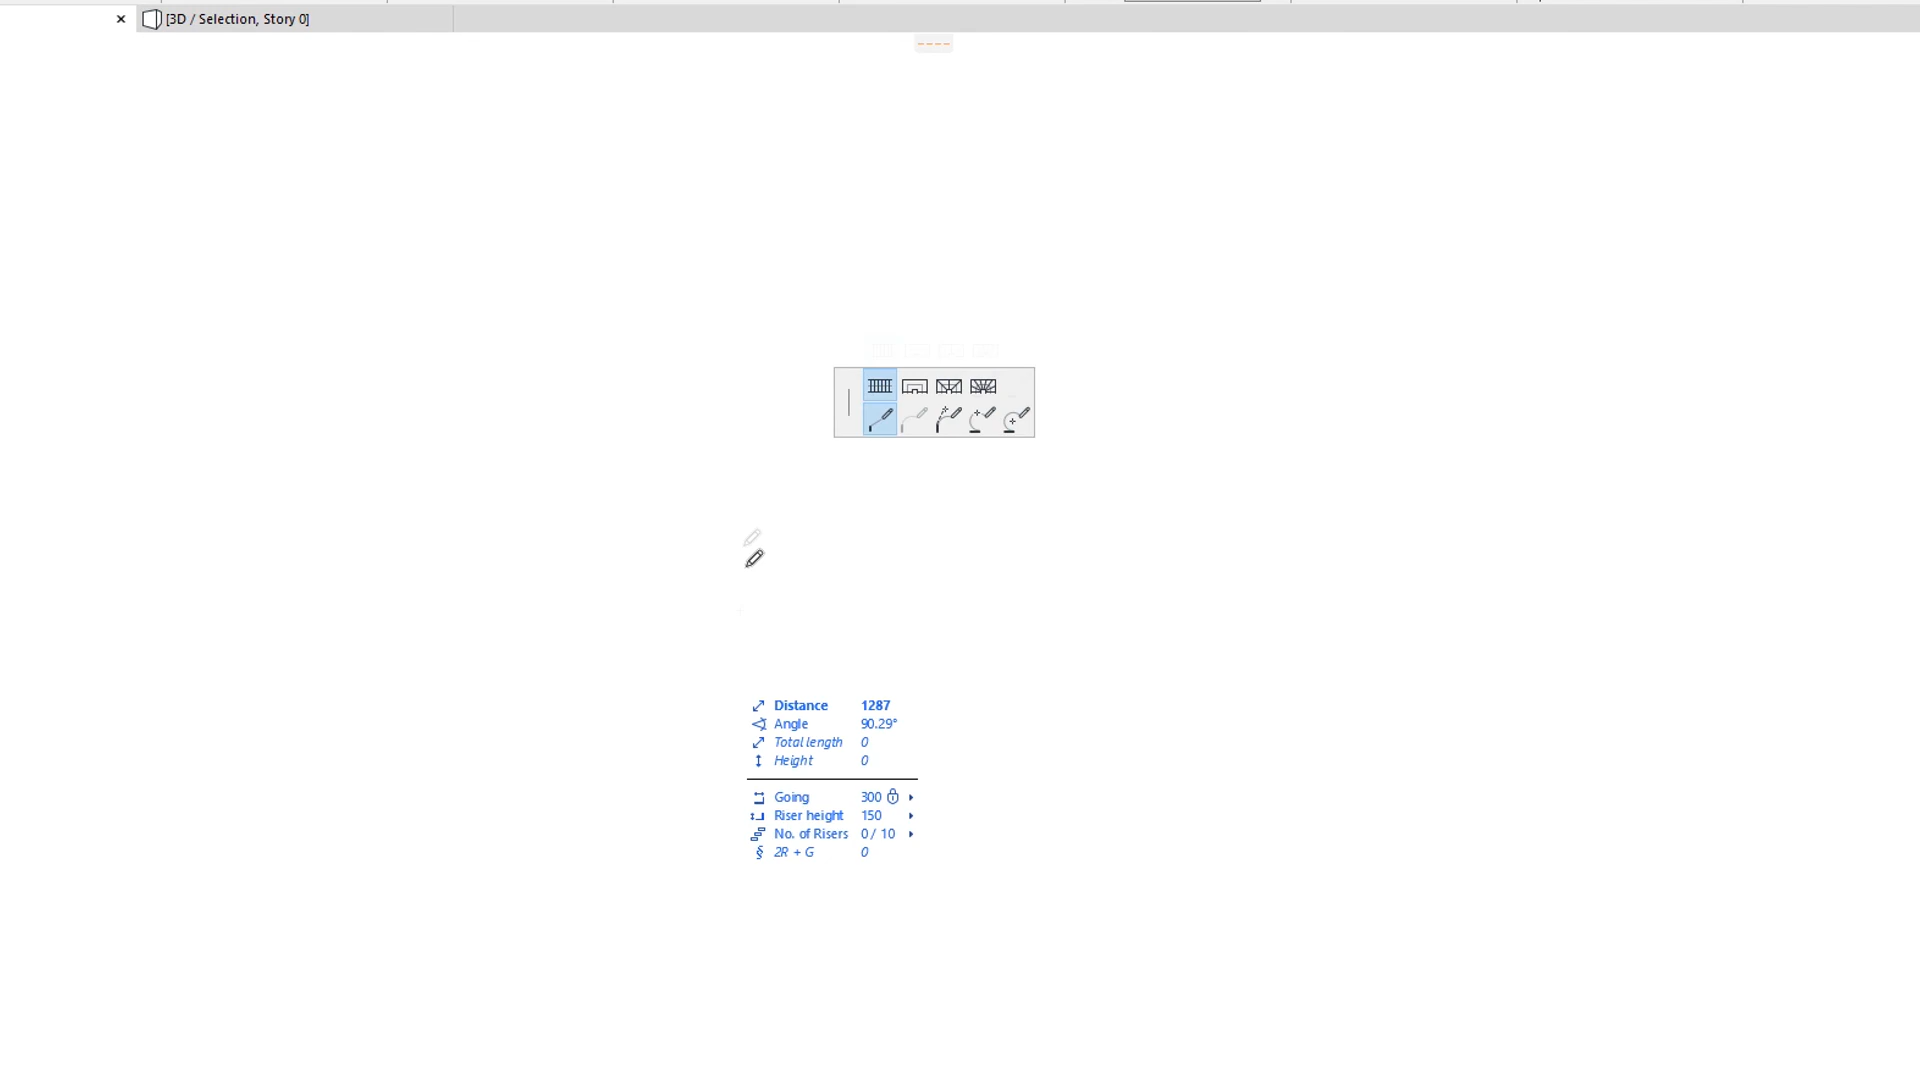 [3D / Selection, Story 0]
Distance 1287
Angle 90.29°
Total length 0
Height 0
Going 300
Riser height 150
No. of Risers 0 / 10
2R + G 0